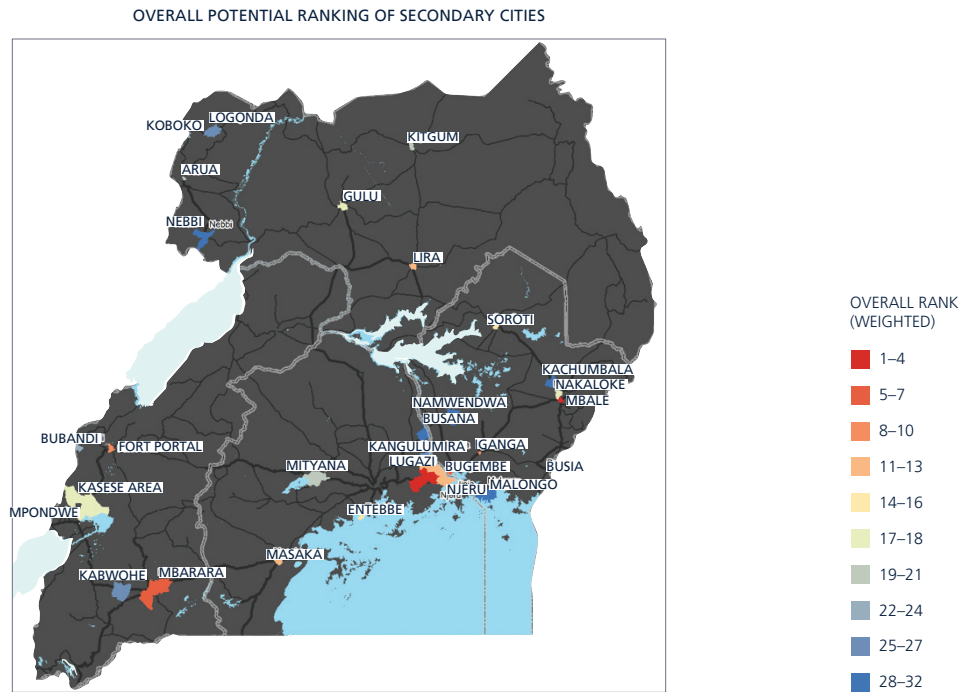 OVERALL POTENTIAL RANKING OF SECONDARY CITIES
LOGONDA
KOBOKO
KITGUM
ARUA
GULU
NEBBI
Nebbi
LIRA
SOROTI
KACHUMBALA
NAKALOKE
MBALE
NAMWENDWA
BUSANA
BUBANDI
FORT PORTAL
KANGULUMIRA
IGANGA
LUGAZI
BUGEMBE
BUSIA
MITYANA
KASESE AREA
NJERU
MALONGO
MPONDWE
ENTEBBE
MASAKA
KABWOHE
MBARARA
OVERALL RANK
(WEIGHTED)
1–4
5–7
8–10
11–13
14–16
17–18
19–21
22–24
25–27
28–32